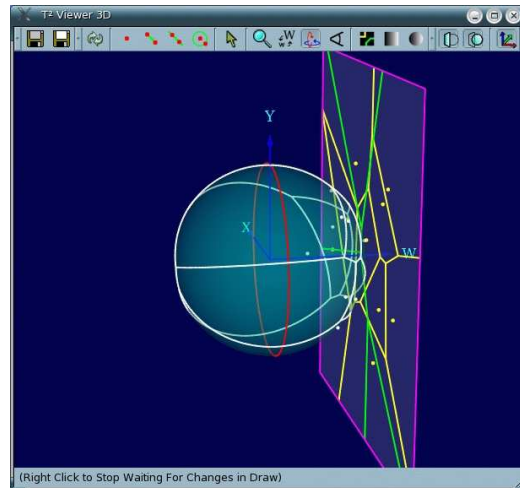 T² Viewer 3D
W
w
Y
X
W
(Right Click to Stop Waiting For Changes in Draw)